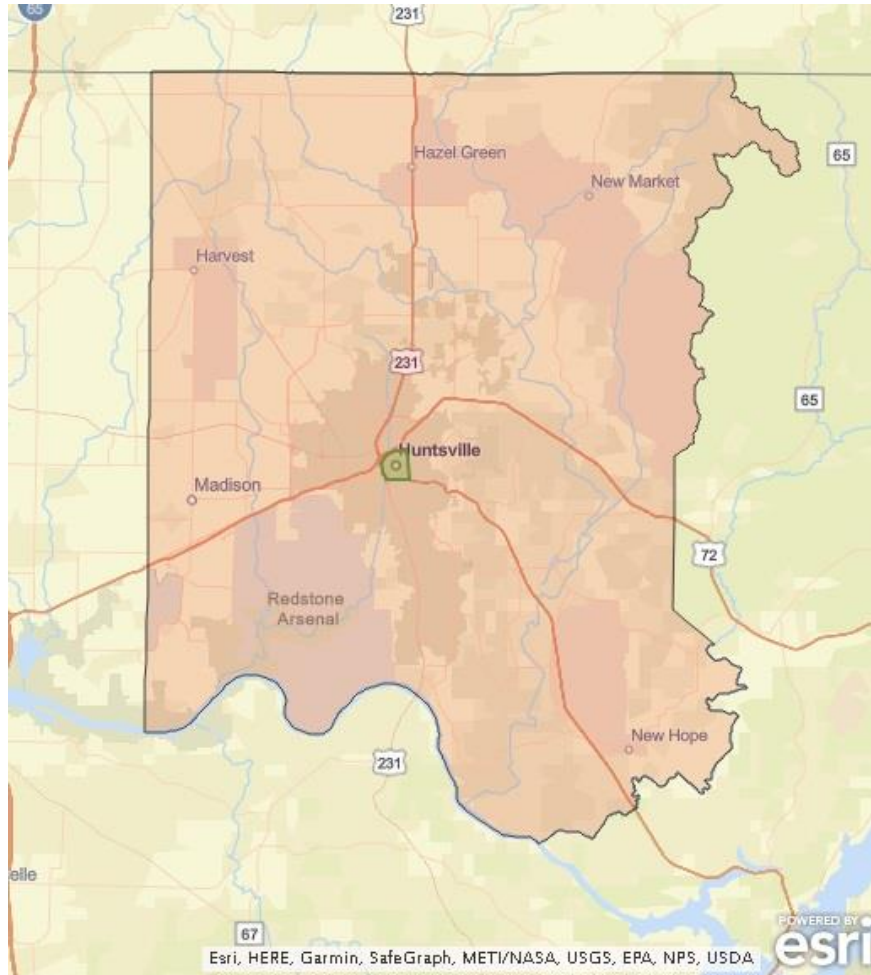 65
231
Hazel Green
65
New Market
Harvest
231
65
Huntsville
Madison
72
Redstone
Arsenal
New Hope
231
elle
67
POWERED BY
esri
Esri, HERE, Garmin, SafeGraph, METI/NASA, USGS, EPA, NPS, USDA